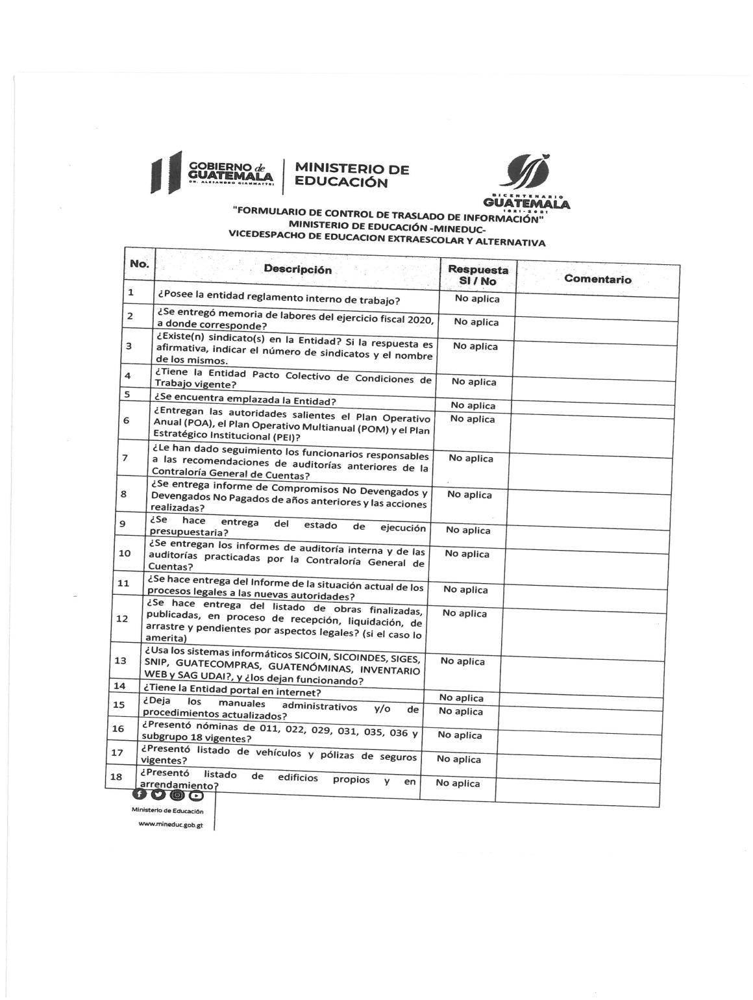 GOBIERNO de
GUATEMALA
DR. ALEJANDRO GIAMMATTEI
MINISTERIO DE
EDUCACIÓN
BICENTENARIO
GUATEMALA
1821-2021
"FORMULARIO DE CONTROL DE TRASLADO DE INFORMACIÓN"
MINISTERIO DE EDUCACIÓN -MINEDUC-
VICEDESPACHO DE EDUCACION EXTRAESCOLAR Y ALTERNATIVA
No. Descripción Respuesta SI / No Comentario
1 ¿Posee la entidad reglamento interno de trabajo? No aplica
2 ¿Se entregó memoria de labores del ejercicio fiscal 2020, No aplica
a donde corresponde?
3 ¿Existe(n) sindicato(s) en la Entidad? Si la respuesta es No aplica
afirmativa, indicar el número de sindicatos y el nombre
de los mismos.
4 ¿Tiene la Entidad Pacto Colectivo de Condiciones de No aplica
Trabajo vigente?
5 ¿Se encuentra emplazada la Entidad? No aplica
6 ¿Entregan las autoridades salientes el Plan Operativo No aplica
Anual (POA), el Plan Operativo Multianual (POM) y el Plan
Estratégico Institucional (PEI)?
7 ¿Le han dado seguimiento los funcionarios responsables No aplica
a las recomendaciones de auditorías anteriores de la
Contraloría General de Cuentas?
8 ¿Se entrega informe de Compromisos No Devengados y No aplica
Devengados No Pagados de años anteriores y las acciones
realizadas?
9 ¿Se hace entrega del estado de ejecución No aplica
presupuestaria?
10 ¿Se entregan los informes de auditoría interna y de las No aplica
auditorías practicadas por la Contraloría General de
Cuentas?
11 ¿Se hace entrega del Informe de la situación actual de los No aplica
procesos legales a las nuevas autoridades?
12 ¿Se hace entrega del listado de obras finalizadas, No aplica
publicadas, en proceso de recepción, liquidación, de
arrastre y pendientes por aspectos legales? (si el caso lo
amerita)
13 ¿Usa los sistemas informáticos SICOIN, SICOINDES, SIGES, No aplica
SNIP, GUATECOMPRAS, GUATENÓMINAS, INVENTARIO
WEB y SAG UDAI?, y ¿los dejan funcionando?
14 ¿Tiene la Entidad portal en internet? No aplica
15 ¿Deja los manuales administrativos y/o de No aplica
procedimientos actualizados?
16 ¿Presentó nóminas de 011, 022, 029, 031, 035, 036 y No aplica
subgrupo 18 vigentes?
17 ¿Presentó listado de vehículos y pólizas de seguros No aplica
vigentes?
18 ¿Presentó listado de edificios propios y en No aplica
arrendamiento?
Ministerio de Educación
www.mineduc.gob.gt